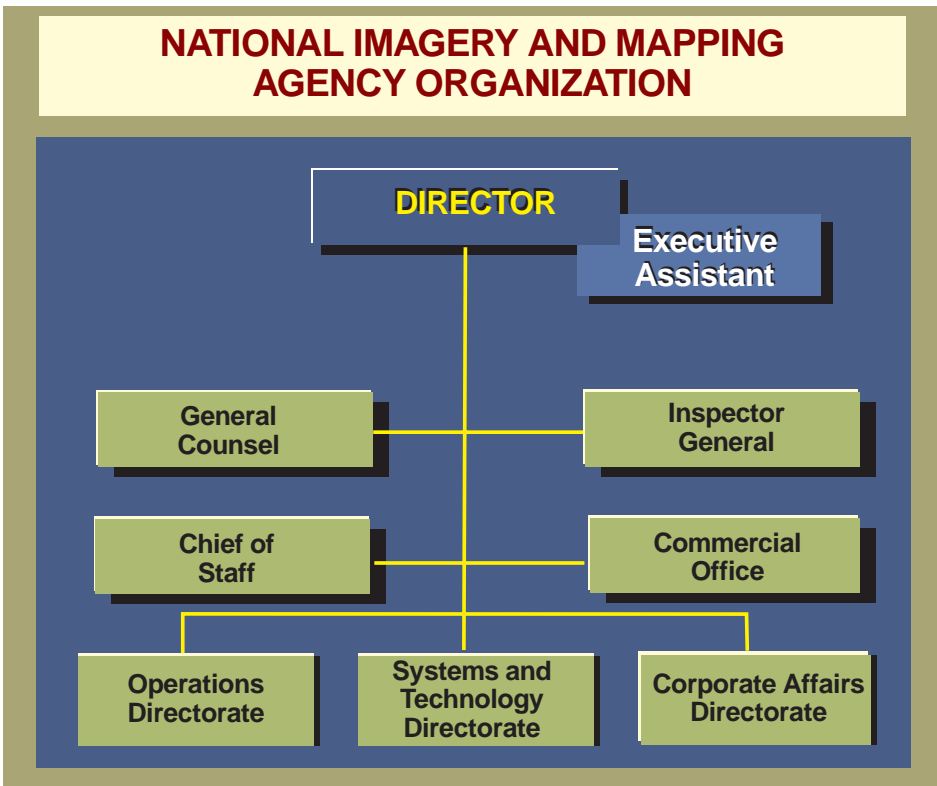 NATIONAL IMAGERY AND MAPPING
AGENCY ORGANIZATION
DIRECTOR
Executive
Assistant
General
Counsel
Inspector
General
Chief of
Staff
Commercial
Office
Operations
Directorate
Systems and
Technology
Directorate
Corporate Affairs
Directorate